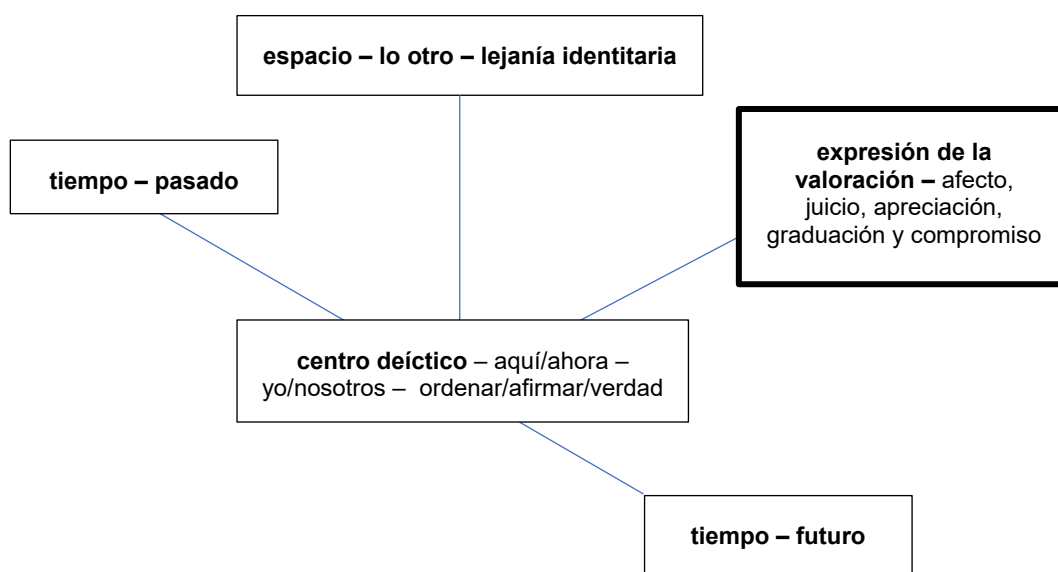 espacio – lo otro – lejanía identitaria
tiempo – pasado
expresión de la
valoración – afecto,
juicio, apreciación,
graduación y compromiso
centro deíctico – aquí/ahora –
yo/nosotros – ordenar/afirmar/verdad
tiempo – futuro